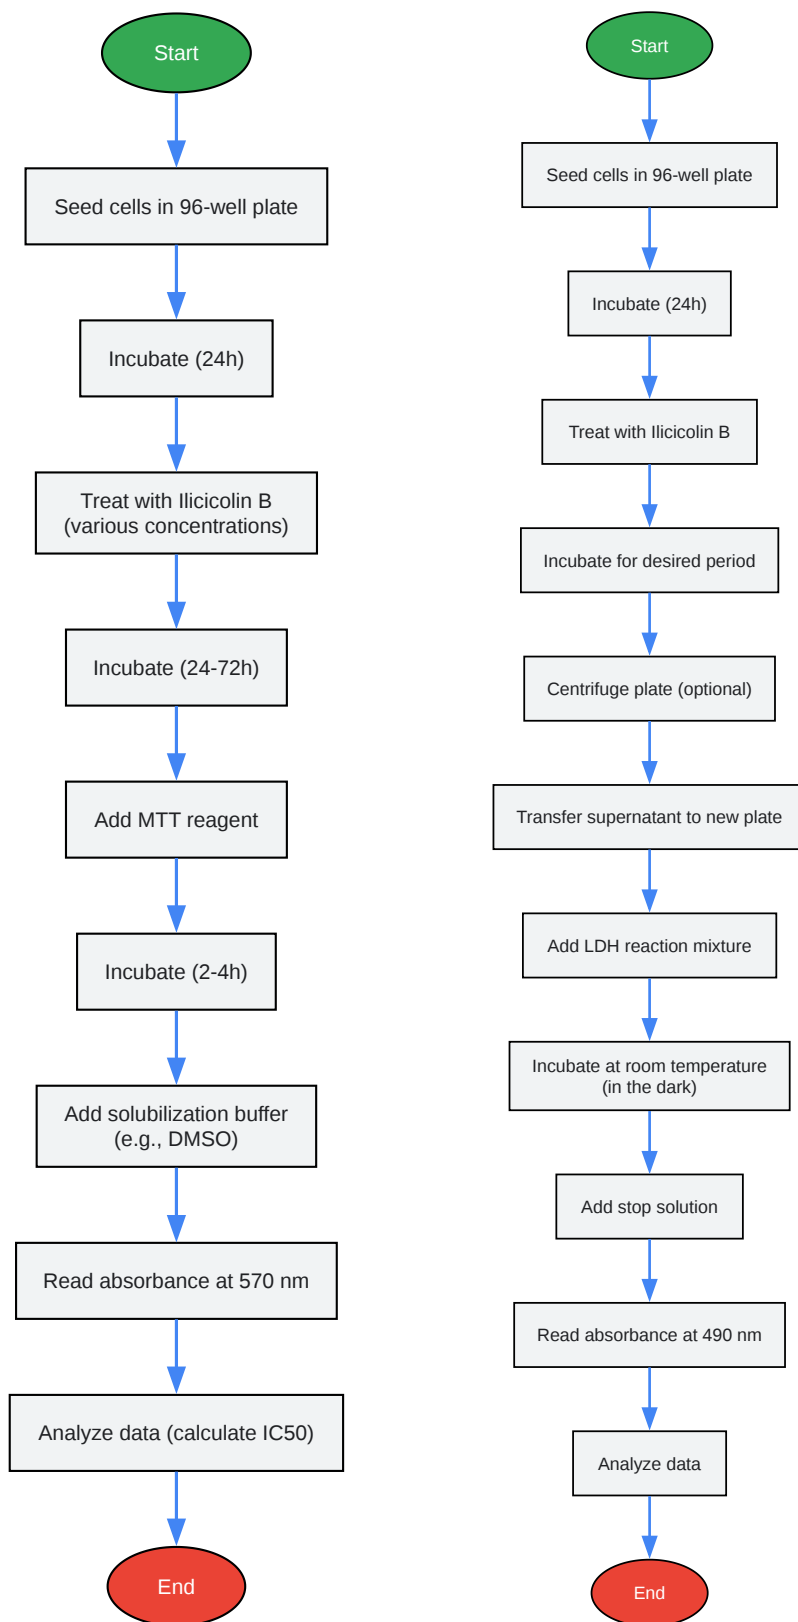 Start
Seed cells in 96-well plate
Incubate (24h)
Treat with Ilicicolin B
(various concentrations)
Incubate (24-72h)
Add MTT reagent
Incubate (2-4h)
Add solubilization buffer
(e.g., DMSO)
Read absorbance at 570 nm
Analyze data (calculate IC50)
End
Start
Seed cells in 96-well plate
Incubate (24h)
Treat with Ilicicolin B
Incubate for desired period
Centrifuge plate (optional)
Transfer supernatant to new plate
Add LDH reaction mixture
Incubate at room temperature
(in the dark)
Add stop solution
Read absorbance at 490 nm
Analyze data
End